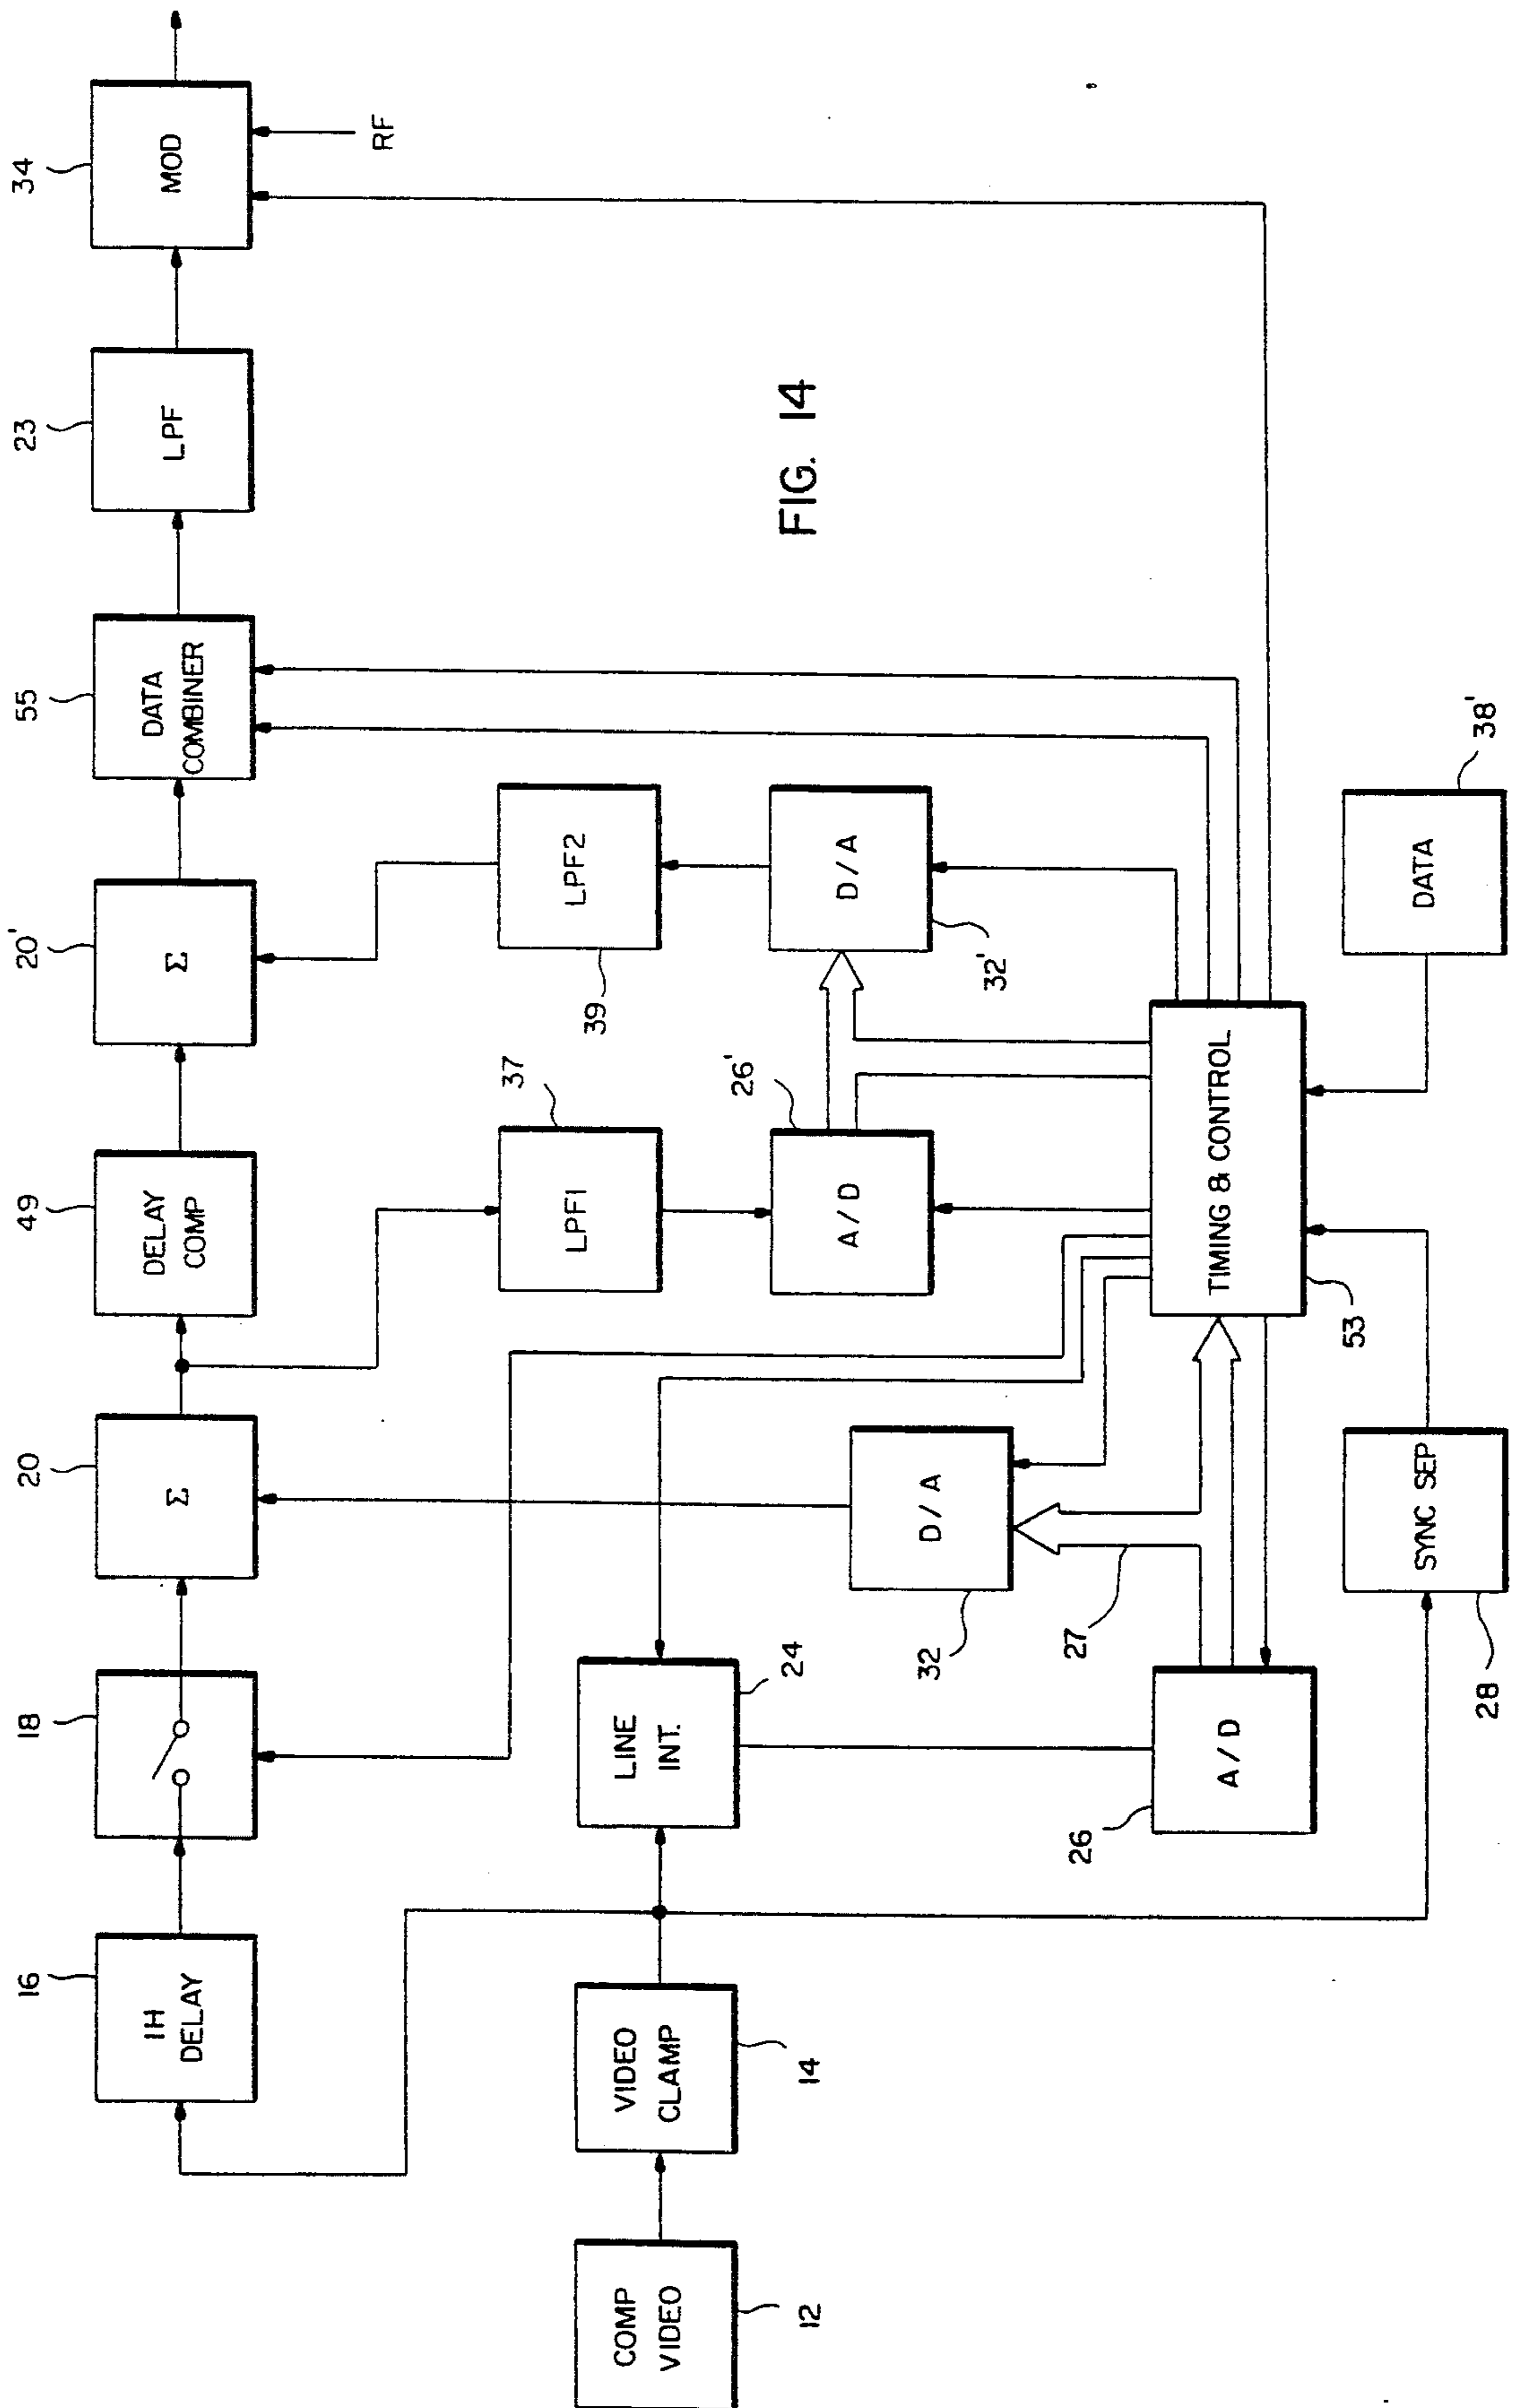 16
18
20
49
20'
55
23
34
1H
DELAY
Σ
DELAY
COMP
Σ
DATA
COMBINER
LPF
MOD
RF
37
LPF1
LPF2
39
COMP
VIDEO
12
VIDEO
CLAMP
14
LINE
INT.
24
D/A
32
26'
A/D
D/A
32'
FIG. 14
27
26
A/D
TIMING & CONTROL
53
SYNC SEP
28
DATA
38'